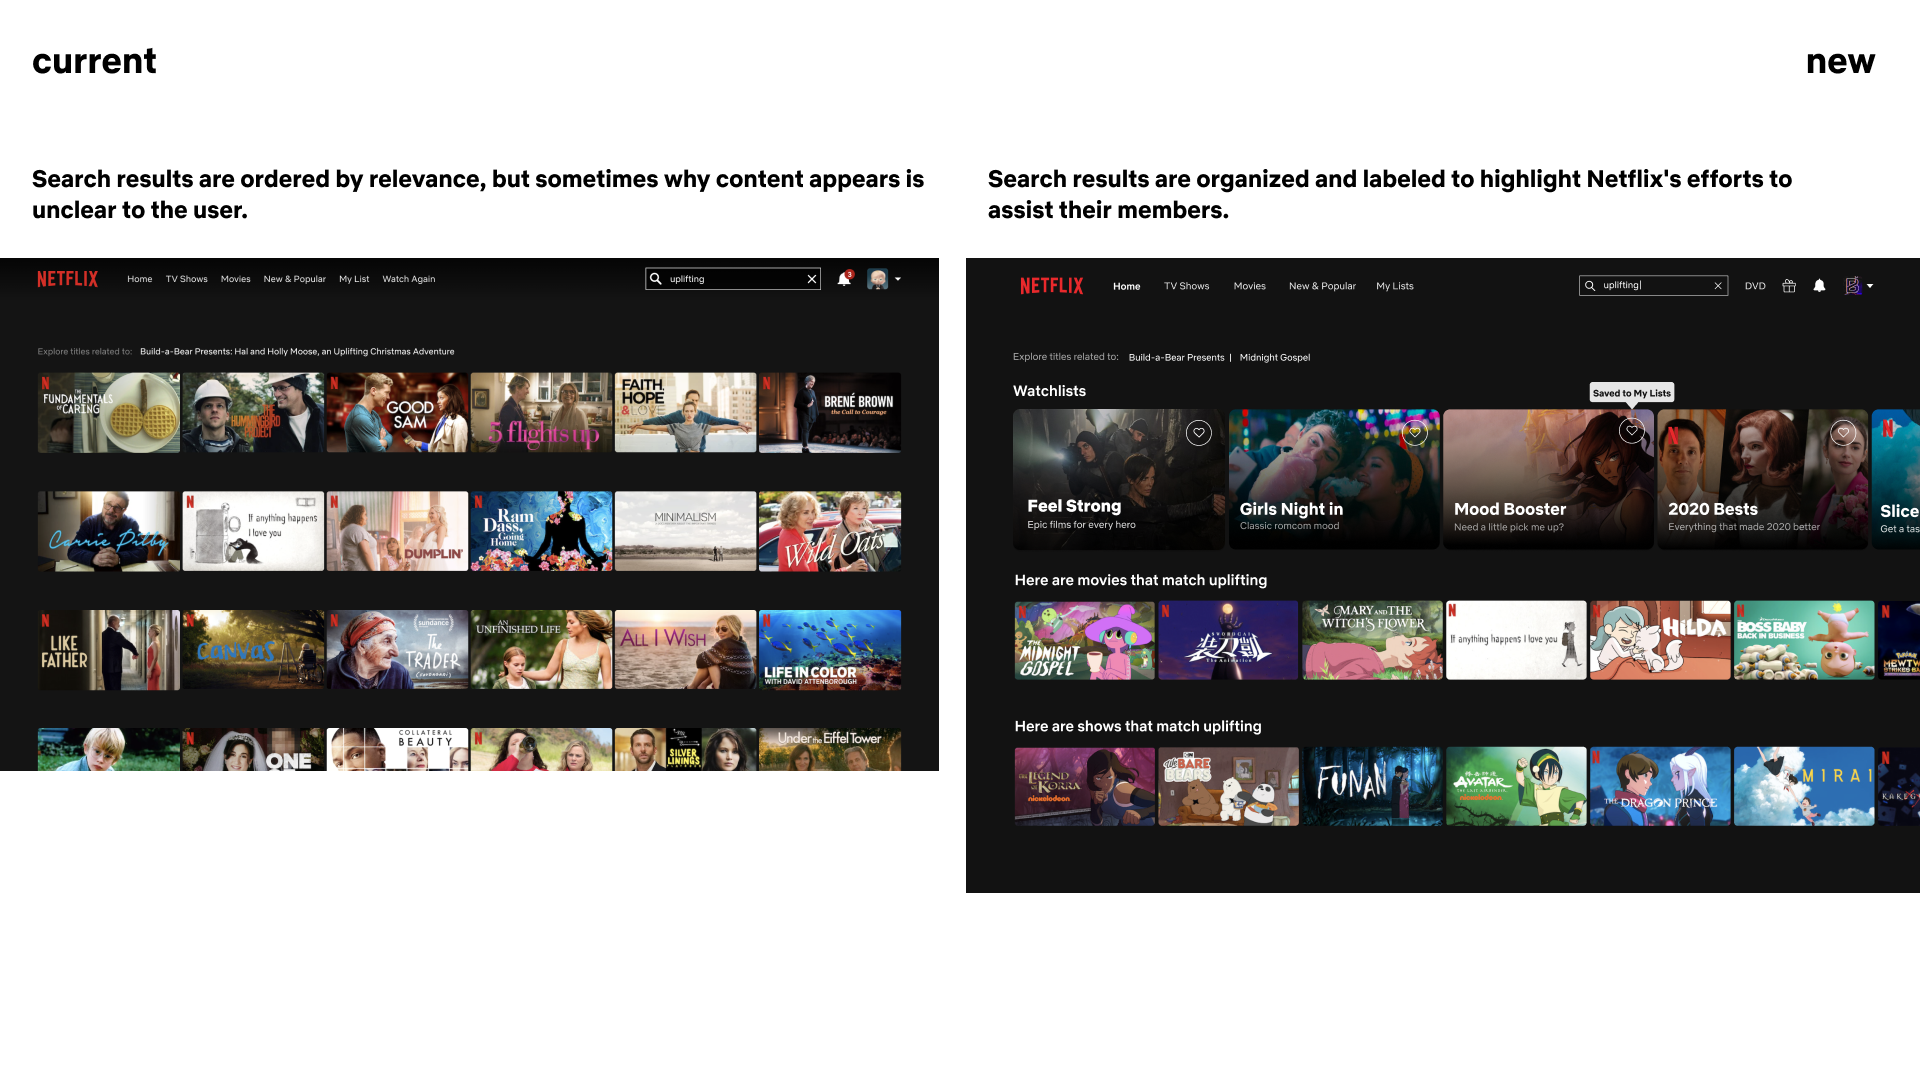 current
new
Search results are ordered by relevance, but sometimes why content appears is
unclear to the user.
Search results are organized and labeled to highlight Netflix's efforts to
assist their members.
NETFLIX
Home TV Shows Movies New & Popular My List Watch Again
uplifting
3
Explore titles related to: Build-a-Bear Presents: Hal and Holly Moose, an Uplifting Christmas Adventure
THE
FUNDAMENTALS
OF CARING
THE
HUMMINGBIRD
PROJECT
GOOD
SAM
5 flights up
FAITH,
HOPE
& LOVE
BRENÉ BROWN
the Call to Courage
Carrie Pilby
If anything happens
I love you
DUMPLIN'
Ram
Dass,
Going
Home
MINIMALISM
Wild Oats
LIKE
FATHER
CANVAS
sundance
THE
TRADER
AN
UNFINISHED LIFE
ALL I WISH
LIFE IN COLOR
WITH DAVID ATTENBOROUGH
ONE
COLLATERAL
BEAUTY
SILVER
LININGS
Under the Eiffel Tower
NETFLIX
Home TV Shows Movies New & Popular My Lists
uplifting
DVD
Explore titles related to: Build-a-Bear Presents | Midnight Gospel
Watchlists
Saved to My Lists
Feel Strong
Epic films for every hero
Girls Night in
Classic romcom mood
Mood Booster
Need a little pick me up?
2020 Bests
Everything that made 2020 better
Slice
Get a tas
Here are movies that match uplifting
THE
MIDNIGHT
GOSPEL
The Animation
MARY AND THE
WITCH'S FLOWER
If anything happens I love you
HILDA
BOSS BABY
BACK IN BUSINESS
MEWTW
STRIKES BA
Here are shows that match uplifting
THE LEGEND
OF KORRA
nickelodeon
We BARE
BEARS
FUNAN
AVATAR
THE LAST AIRBENDER
nickelodeon
THE DRAGON PRINCE
MIRAI
KAKEG